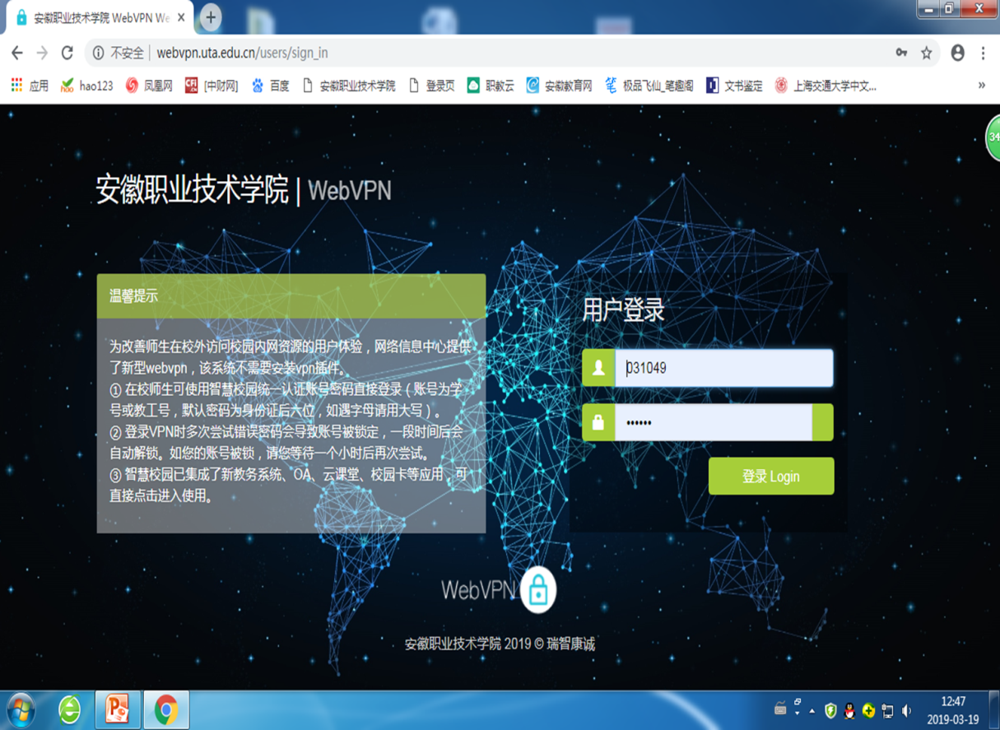 安徽职业技术学院 WebVPN We
不安全 | webvpn.uta.edu.cn/users/sign_in
应用 hao123 凤凰网 [中财网] 百度 安徽职业技术学院 登录页 职教云 安徽教育网 极品飞仙_笔趣阁 文书鉴定 上海交通大学中文... »
34
安徽职业技术学院 | WebVPN
温馨提示
为改善师生在校外访问校园内网资源的用户体验，网络信息中心提供
了新型webvpn，该系统不需要安装vpn插件。
① 在校师生可使用智慧校园统一认证账号密码直接登录（账号为学
号或教工号，默认密码为身份证后六位，如遇字母请用大写）。
② 登录VPN时多次尝试错误密码会导致账号被锁定，一段时间后会
自动解锁。如您的账号被锁，请您等待一个小时后再次尝试。
③ 智慧校园已集成了新教务系统、OA、云课堂、校园卡等应用，可
直接点击进入使用。
用户登录
031049
••••••
登录 Login
WebVPN
安徽职业技术学院 2019 © 瑞智康诚
12:47
2019-03-19